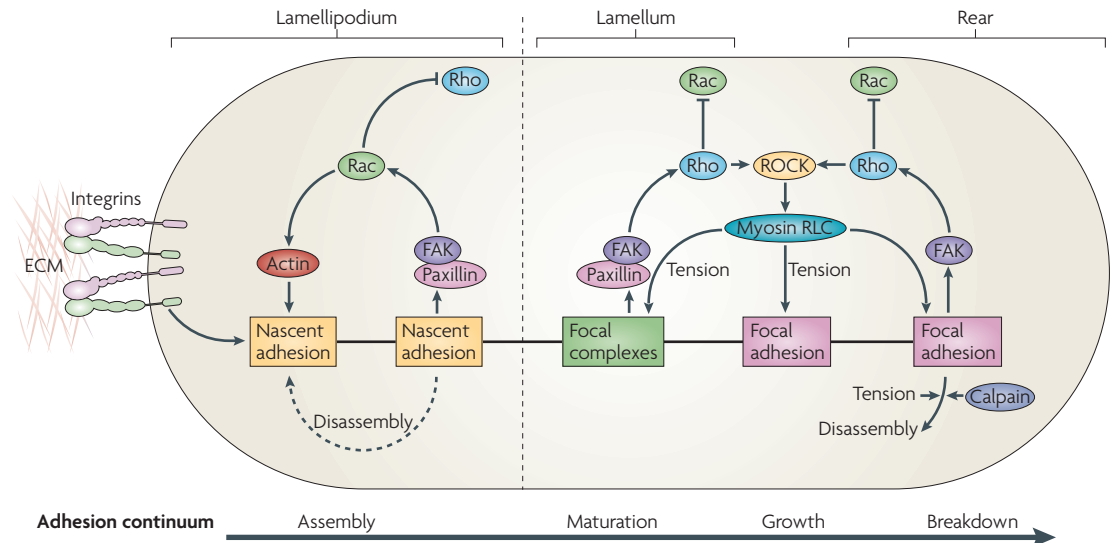 Lamellipodium
Lamellum
Rear
Rho
Rac
Rac
Rac
Rho
ROCK
Rho
Integrins
ECM
Myosin RLC
Actin
FAK
Paxillin
FAK
Paxillin
Tension
Tension
FAK
Nascent
adhesion
Nascent
adhesion
Focal
complexes
Focal
adhesion
Focal
adhesion
Disassembly
Tension
Calpain
Disassembly
Adhesion continuum
Assembly
Maturation
Growth
Breakdown